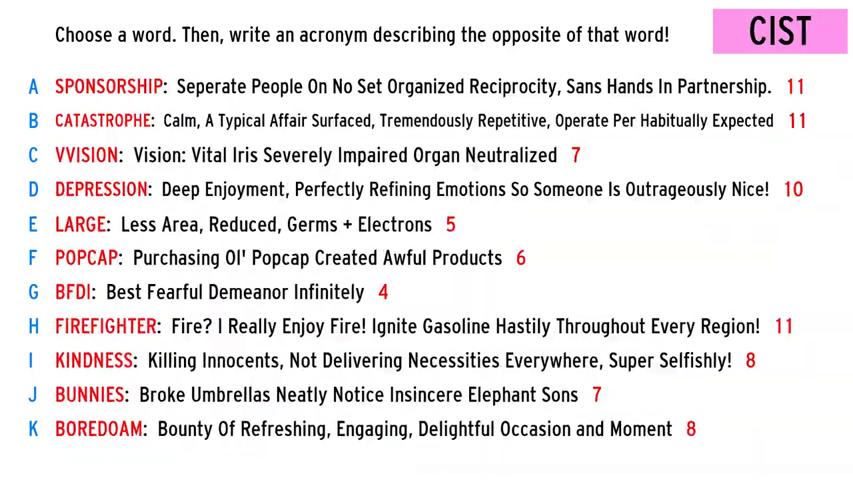 Choose a word. Then, write an acronym describing the opposite of that word!
CIST
A SPONSORSHIP: Seperate People On No Set Organized Reciprocity, Sans Hands In Partnership. 11
B CATASTROPHE: Calm, A Typical Affair Surfaced, Tremendously Repetitive, Operate Per Habitually Expected 11
C VVISION: Vision: Vital Iris Severely Impaired Organ Neutralized 7
D DEPRESSION: Deep Enjoyment, Perfectly Refining Emotions So Someone Is Outrageously Nice! 10
E LARGE: Less Area, Reduced, Germs + Electrons 5
F POPCAP: Purchasing Ol' Popcap Created Awful Products 6
G BFDI: Best Fearful Demeanor Infinitely 4
H FIREFIGHTER: Fire? I Really Enjoy Fire! Ignite Gasoline Hastily Throughout Every Region! 11
I KINDNESS: Killing Innocents, Not Delivering Necessities Everywhere, Super Selfishly! 8
J BUNNIES: Broke Umbrellas Neatly Notice Insincere Elephant Sons 7
K BOREDOAM: Bounty Of Refreshing, Engaging, Delightful Occasion and Moment 8